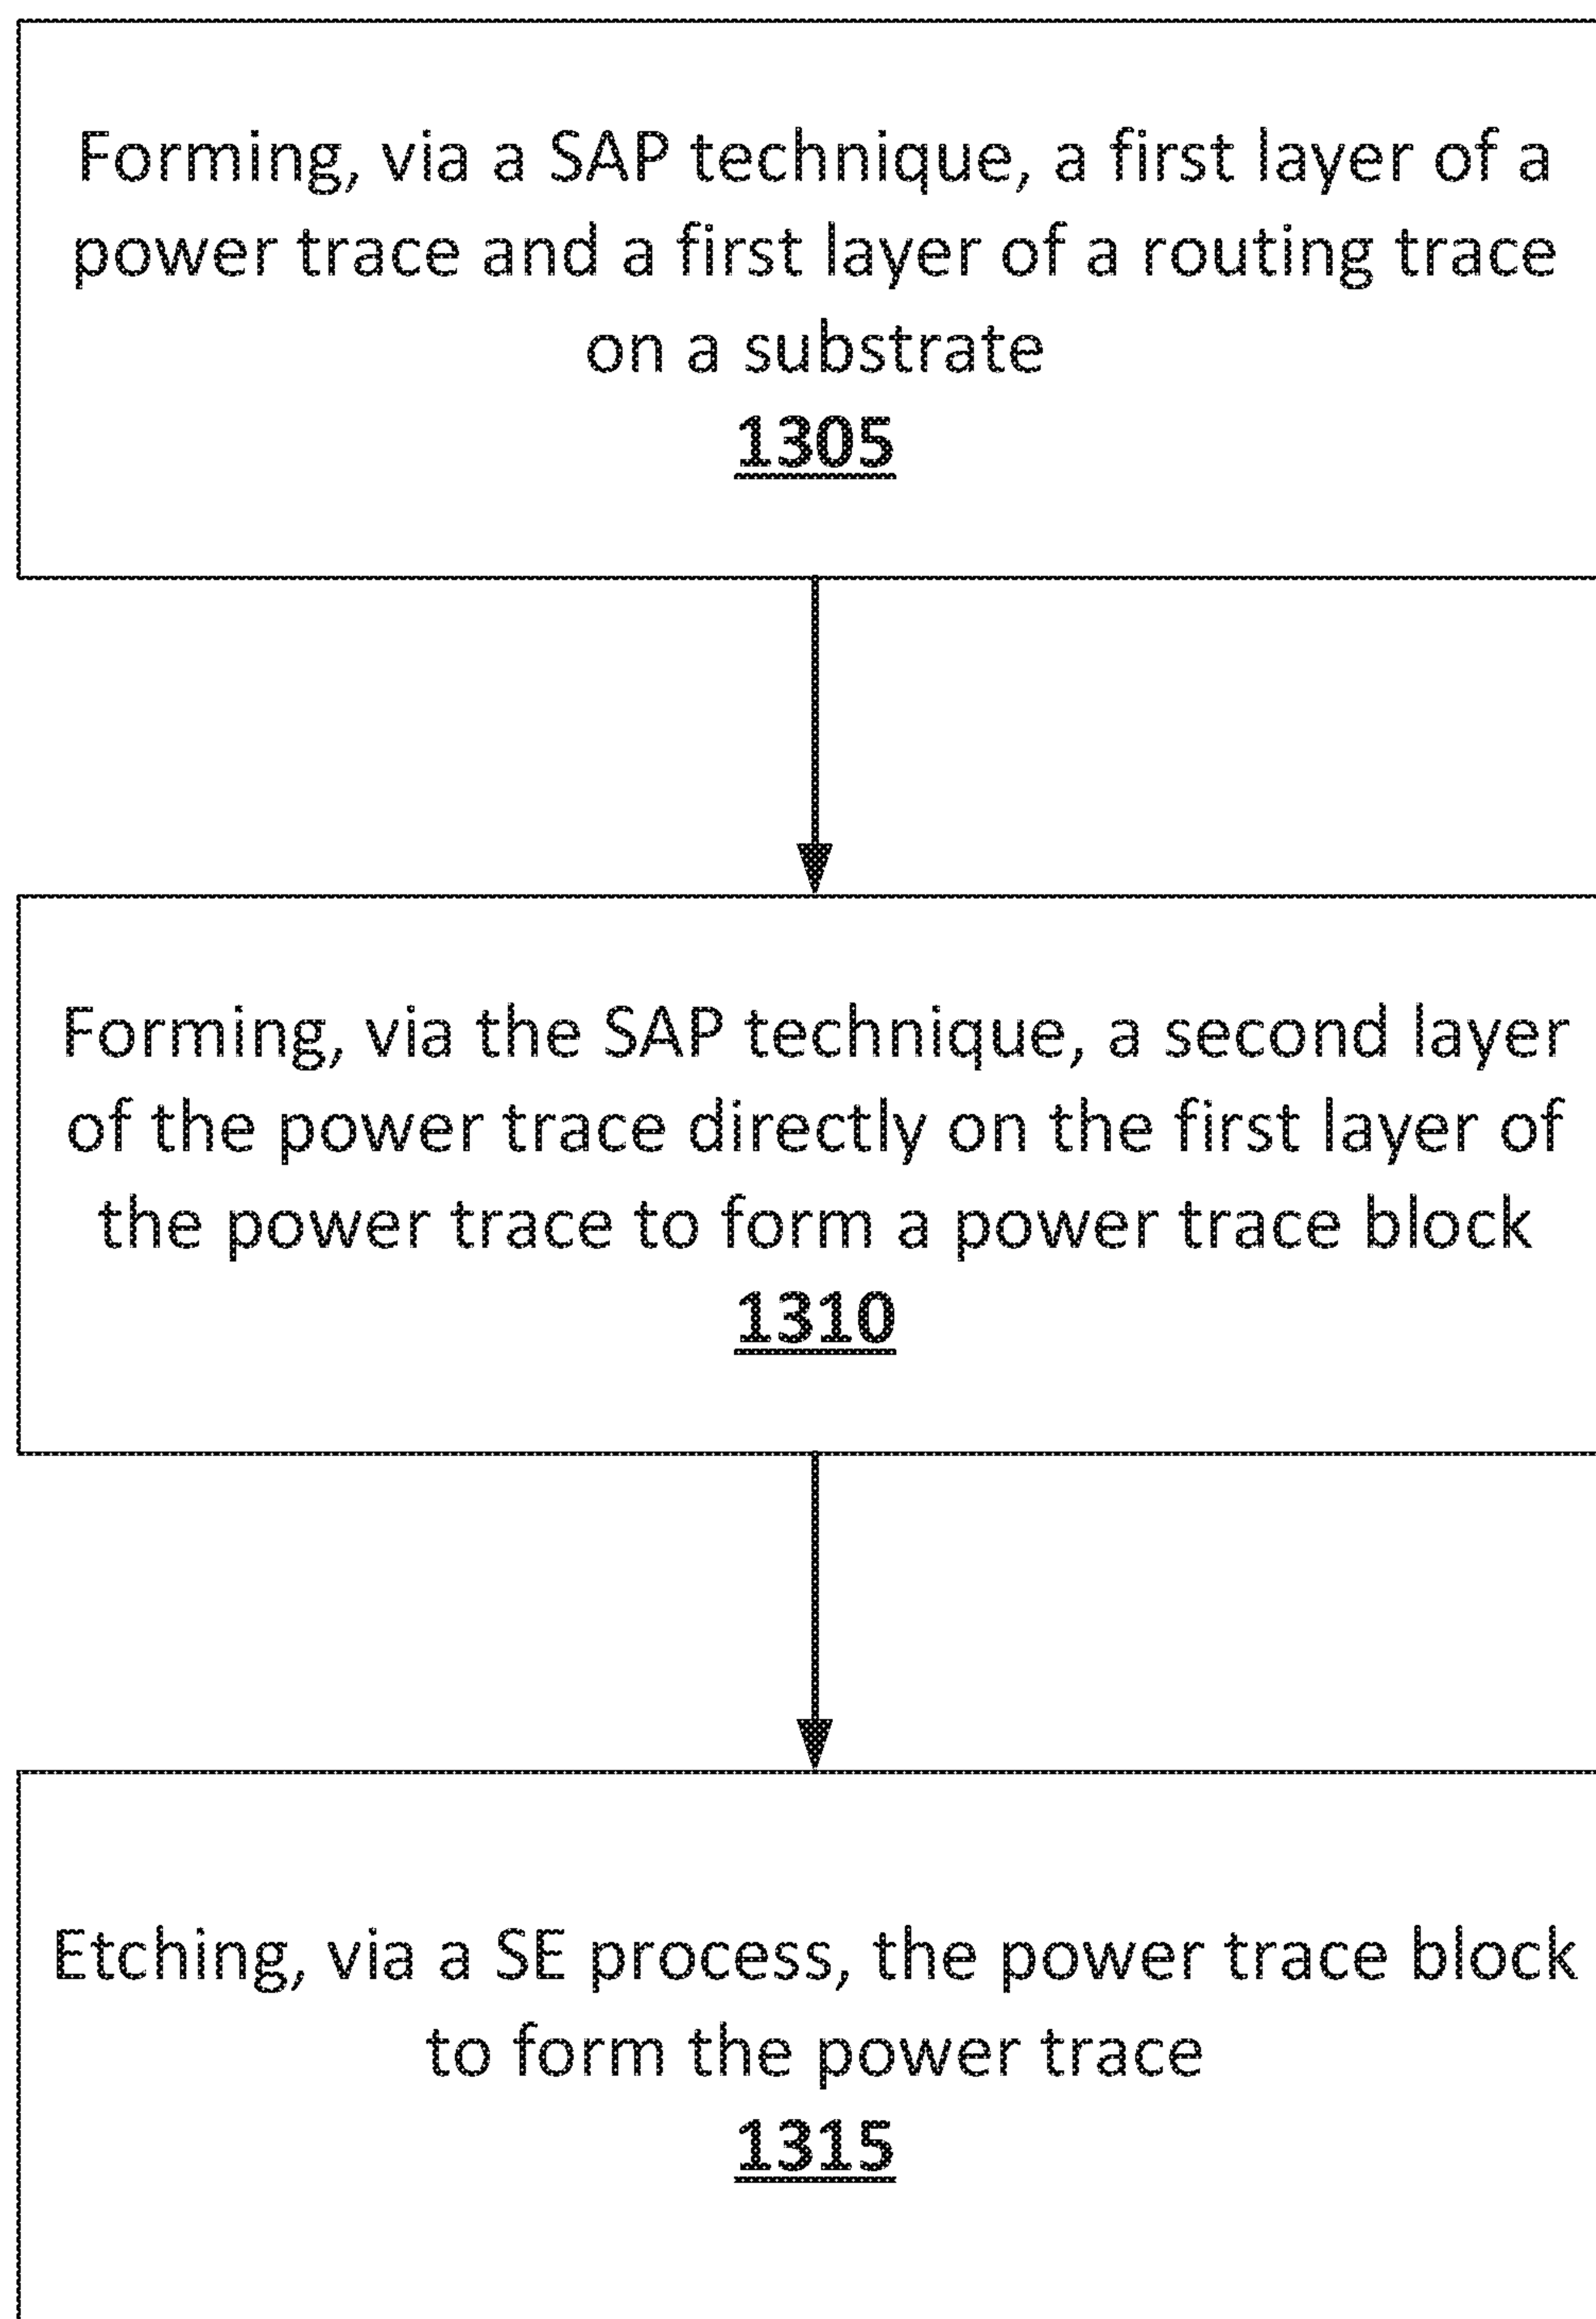 Forming, via a SAP technique, a first layer of a
power trace and a first layer of a routing trace
on a substrate
1305
Forming, via the SAP technique, a second layer
of the power trace directly on the first layer of
the power trace to form a power trace block
1310
Etching, via a SE process, the power trace block
to form the power trace
1315